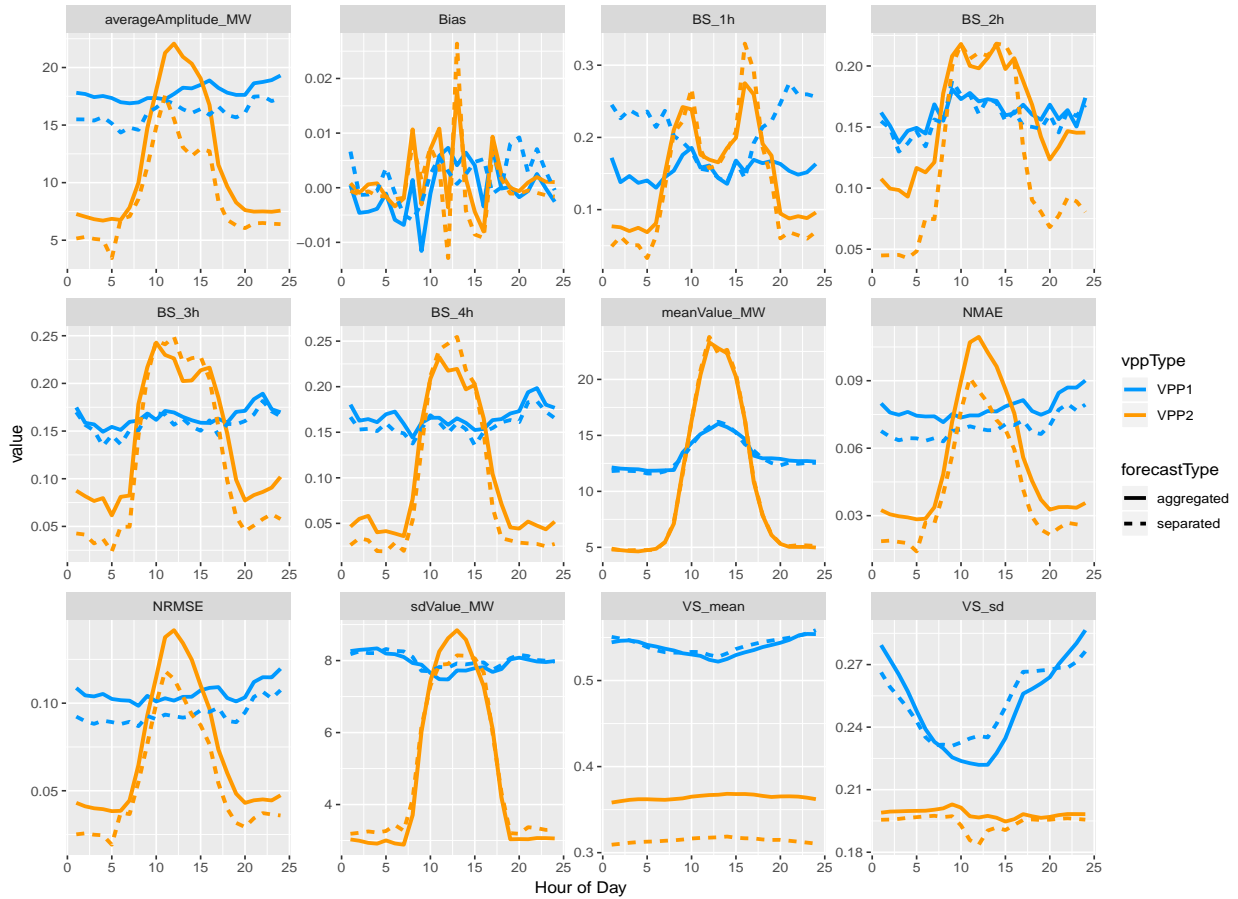 averageAmplitude_MW Bias BS_1h BS_2h
20 15 10 5
0.02 0.01 0.00 −0.01
0.3 0.2 0.1
0.20 0.15 0.10 0.05
0 5 10 15 20 25 0 5 10 15 20 25 0 5 10 15 20 25 0 5 10 15 20 25
BS_3h BS_4h meanValue_MW NMAE
0.25 0.20 0.15 0.10 0.05
0.25 0.20 0.15 0.10 0.05
20 15 10 5
0.09 0.06 0.03
0 5 10 15 20 25 0 5 10 15 20 25 0 5 10 15 20 25 0 5 10 15 20 25
NRMSE sdValue_MW VS_mean VS_sd
0.10 0.05
8 6 4
0.5 0.4 0.3
0.27 0.24 0.21 0.18
0 5 10 15 20 25 0 5 10 15 20 25 0 5 10 15 20 25 0 5 10 15 20 25
Hour of Day
value
vppType
VPP1
VPP2
forecastType
aggregated
separated